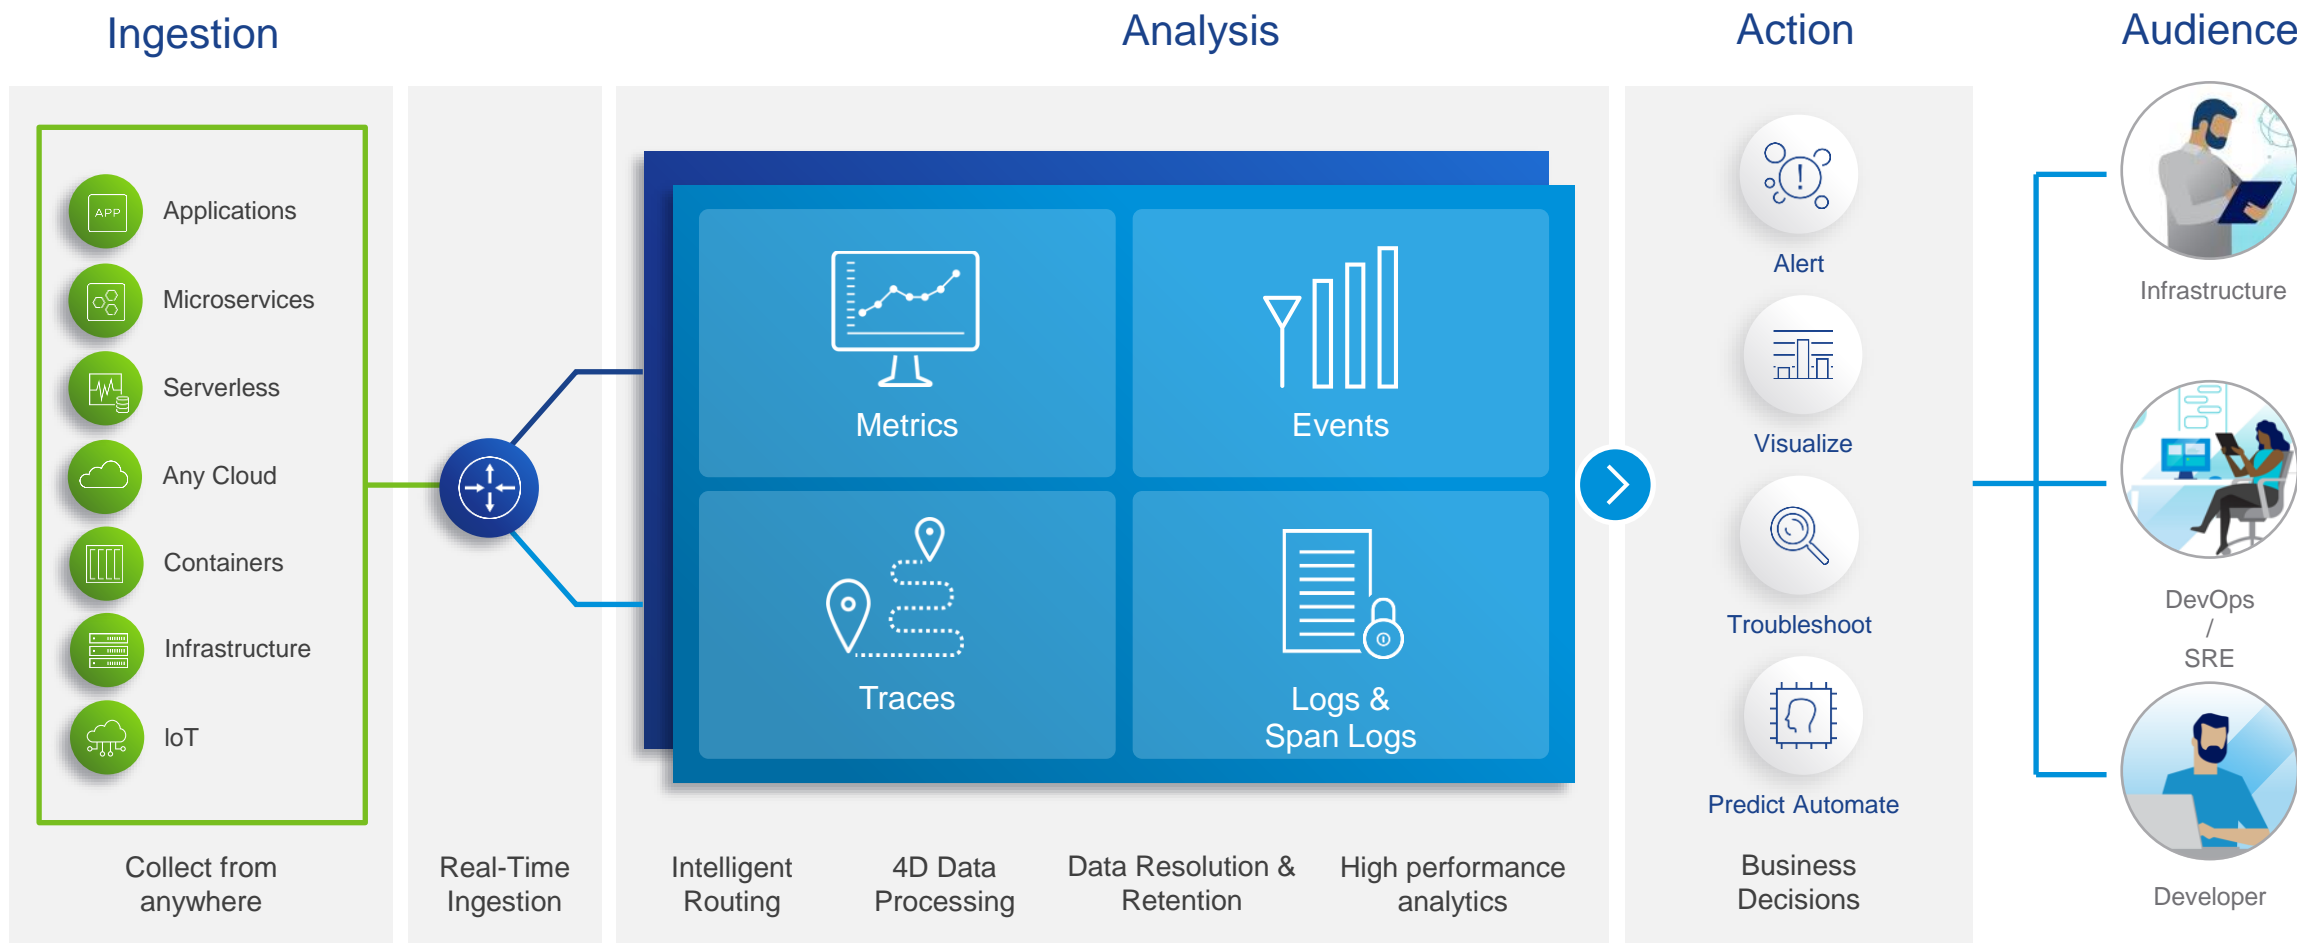 Ingestion
Analysis
Action
Audience
APP
Applications
Microservices
Serverless
Any Cloud
Containers
Infrastructure
IoT
Collect from
anywhere
Real-Time
Ingestion
Metrics
Events
Traces
Logs &
Span Logs
Intelligent
Routing
4D Data
Processing
Data Resolution &
Retention
High performance
analytics
Alert
Visualize
Troubleshoot
Predict Automate
Business
Decisions
Infrastructure
DevOps
/
SRE
Developer